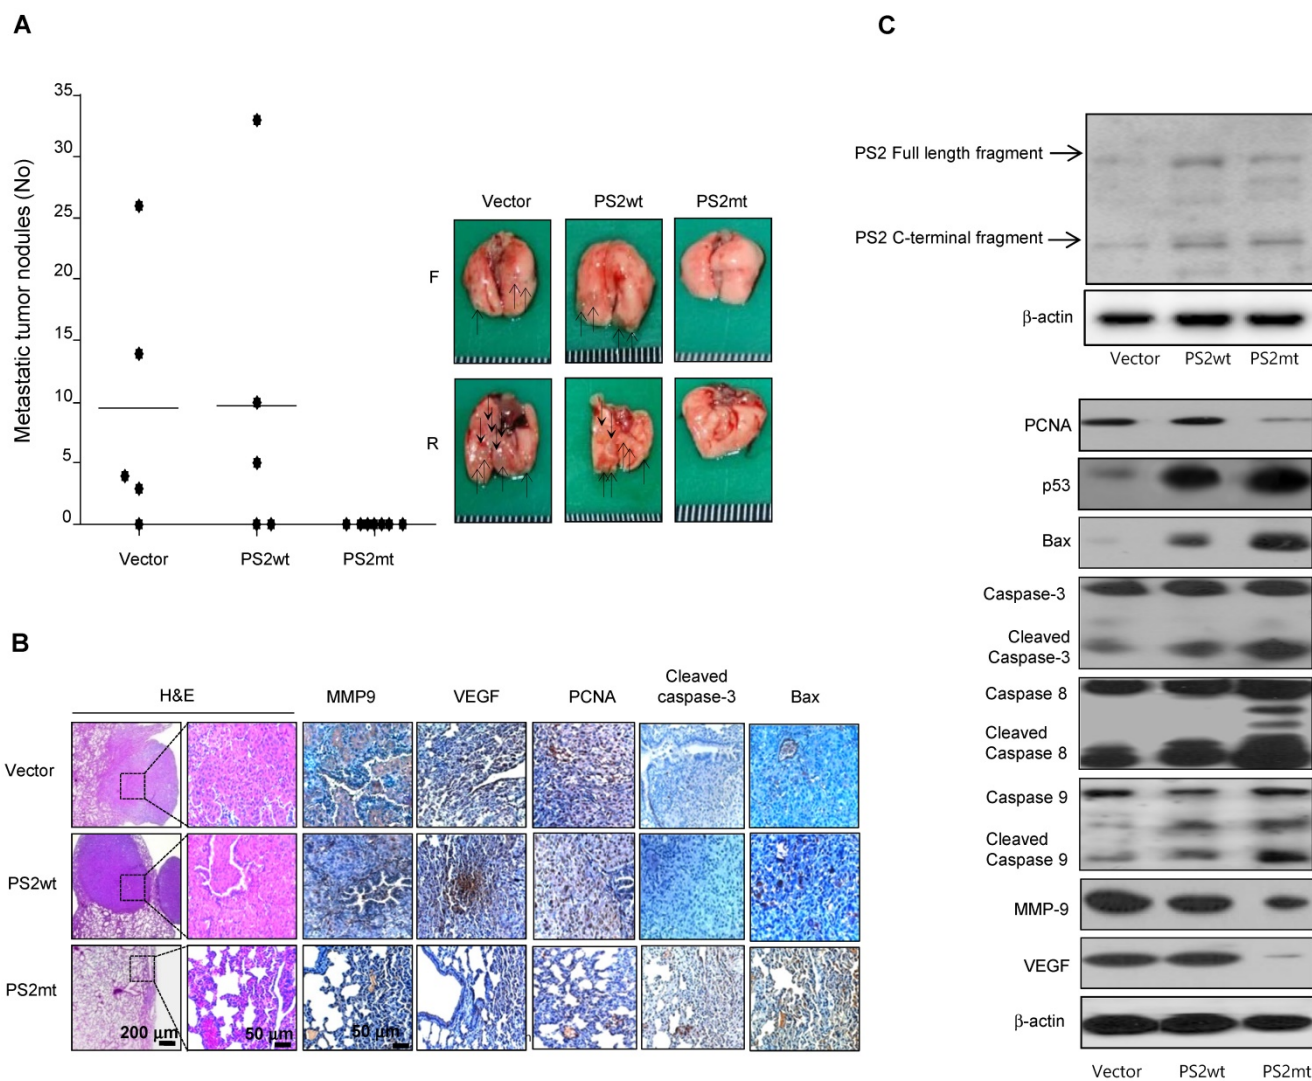 A
C
35
30
25
20
15
10
5
0
Metastatic tumor nodules (No)
Vector
PS2wt
PS2mt
Vector
PS2wt
PS2mt
F
R
PS2 Full length fragment
PS2 C-terminal fragment
β-actin
Vector
PS2wt
PS2mt
PCNA
p53
Bax
Caspase-3
Cleaved
Caspase-3
Caspase 8
Cleaved
Caspase 8
Caspase 9
Cleaved
Caspase 9
MMP-9
VEGF
β-actin
Vector
PS2wt
PS2mt
B
H&E
MMP9
VEGF
PCNA
Cleaved
caspase-3
Bax
Vector
PS2wt
PS2mt
200 µm
50 µm
50 µm